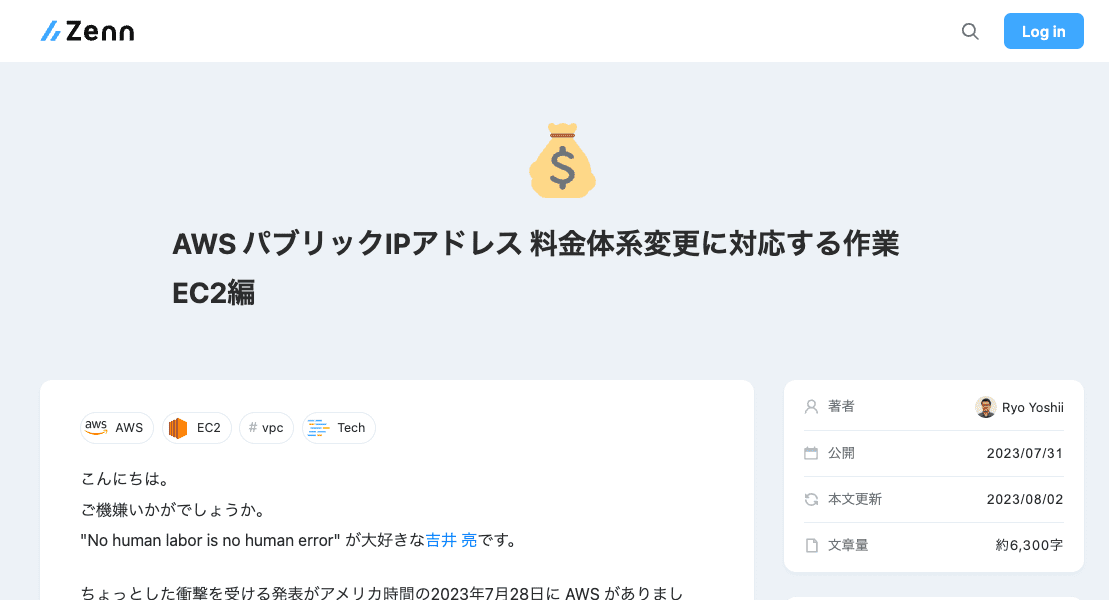 Zenn
Log in
AWS パブリックIPアドレス 料金体系変更に対応する作業
EC2編
aws AWS
EC2
# vpc
Tech
こんにちは。
ご機嫌いかがでしょうか。
"No human labor is no human error" が大好きな吉井 亮です。
ちょっとした衝撃を受ける発表がアメリカ時間の2023年7月28日に AWS がありまし
著者 Ryo Yoshii
公開 2023/07/31
本文更新 2023/08/02
文章量 約6,300字